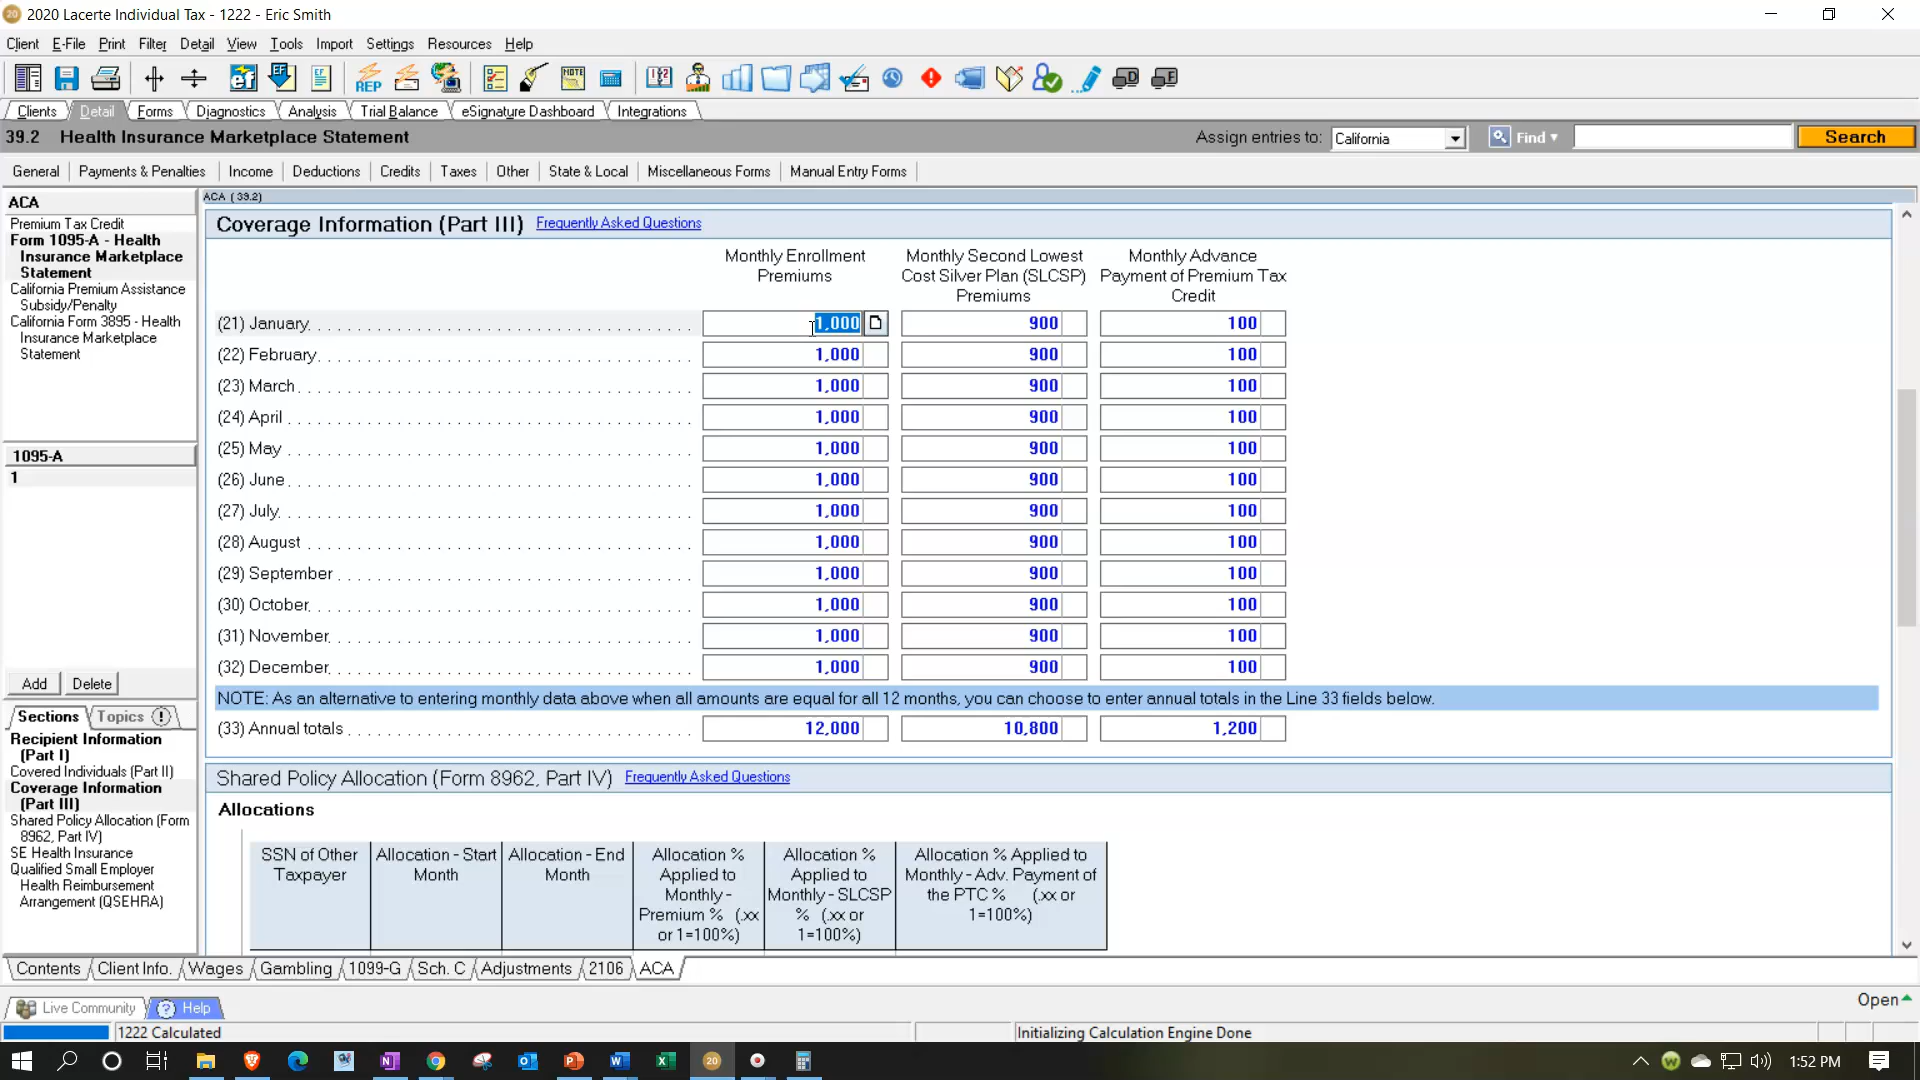 20 2020 Lacerte Individual Tax - 1222 - Eric Smith
Client E-File Print Filter Detail View Tools Import Settings Resources Help
Clients Detail Forms Diagnostics Analysis Trial Balance eSignature Dashboard Integrations
39.2 Health Insurance Marketplace Statement Assign entries to: California Find Search
General Payments & Penalties Income Deductions Credits Taxes Other State & Local Miscellaneous Forms Manual Entry Forms
ACA
Premium Tax Credit
Form 1095-A - Health
Insurance Marketplace
Statement
California Premium Assistance
Subsidy/Penalty
California Form 3895 - Health
Insurance Marketplace
Statement
1095-A
1
Add Delete
Sections Topics
Recipient Information
(Part I)
Covered Individuals (Part II)
Coverage Information
(Part III)
Shared Policy Allocation (Form
8962, Part IV)
SE Health Insurance
Qualified Small Employer
Health Reimbursement
Arrangement (QSEHRA)
ACA (39.2)
Coverage Information (Part III) Frequently Asked Questions
Monthly Enrollment
Premiums
Monthly Second Lowest
Cost Silver Plan (SLCSP)
Premiums
Monthly Advance
Payment of Premium Tax
Credit
(21) January 1,000 900 100
(22) February 1,000 900 100
(23) March 1,000 900 100
(24) April 1,000 900 100
(25) May 1,000 900 100
(26) June 1,000 900 100
(27) July 1,000 900 100
(28) August 1,000 900 100
(29) September 1,000 900 100
(30) October 1,000 900 100
(31) November 1,000 900 100
(32) December 1,000 900 100
NOTE: As an alternative to entering monthly data above when all amounts are equal for all 12 months, you can choose to enter annual totals in the Line 33 fields below.
(33) Annual totals 12,000 10,800 1,200
Shared Policy Allocation (Form 8962, Part IV) Frequently Asked Questions
Allocations
SSN of Other
Taxpayer
Allocation - Start
Month
Allocation - End
Month
Allocation %
Applied to
Monthly -
Premium % (.xx
or 1=100%)
Allocation %
Applied to
Monthly - SLCSP
% (.xx or
1=100%)
Allocation % Applied to
Monthly - Adv. Payment of
the PTC % (.xx or
1=100%)
Contents Client Info. Wages Gambling 1099-G Sch. C Adjustments 2106 ACA
Live Community Help Open
1222 Calculated Initializing Calculation Engine Done
1:52 PM